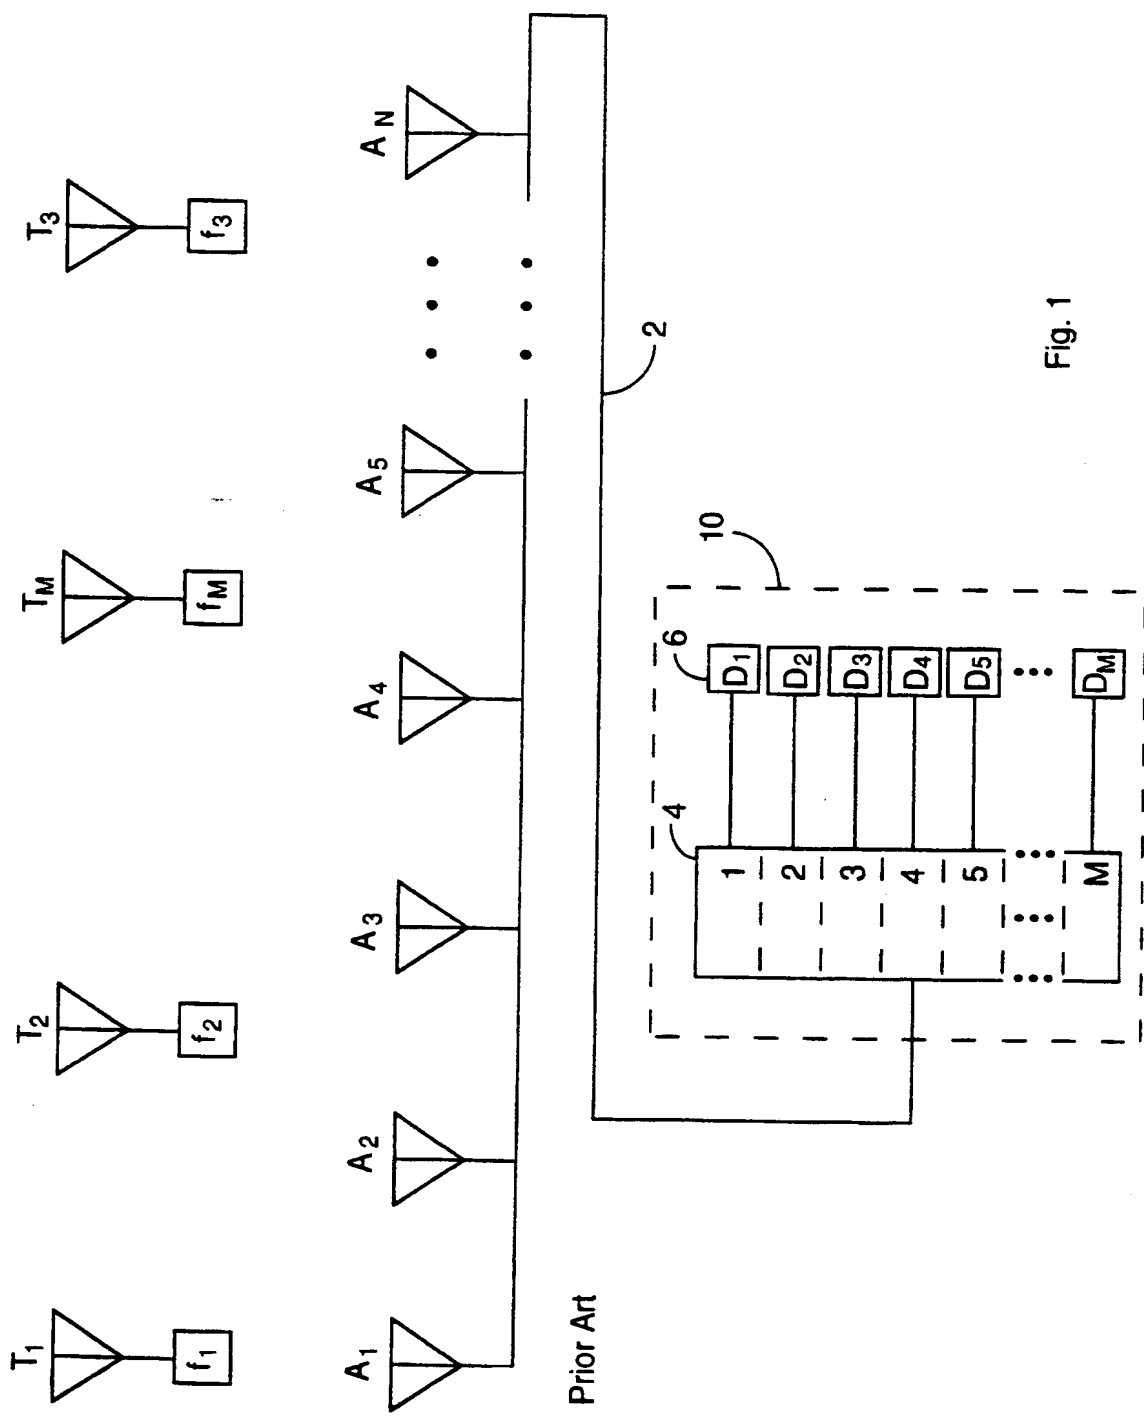 T1 T2 TM T3
f1 f2 fM f3
A1 A2 A3 A4 A5 AN
2
Prior Art
10
4
6
1 D1
2 D2
3 D3
4 D4
5 D5
M DM
Fig. 1